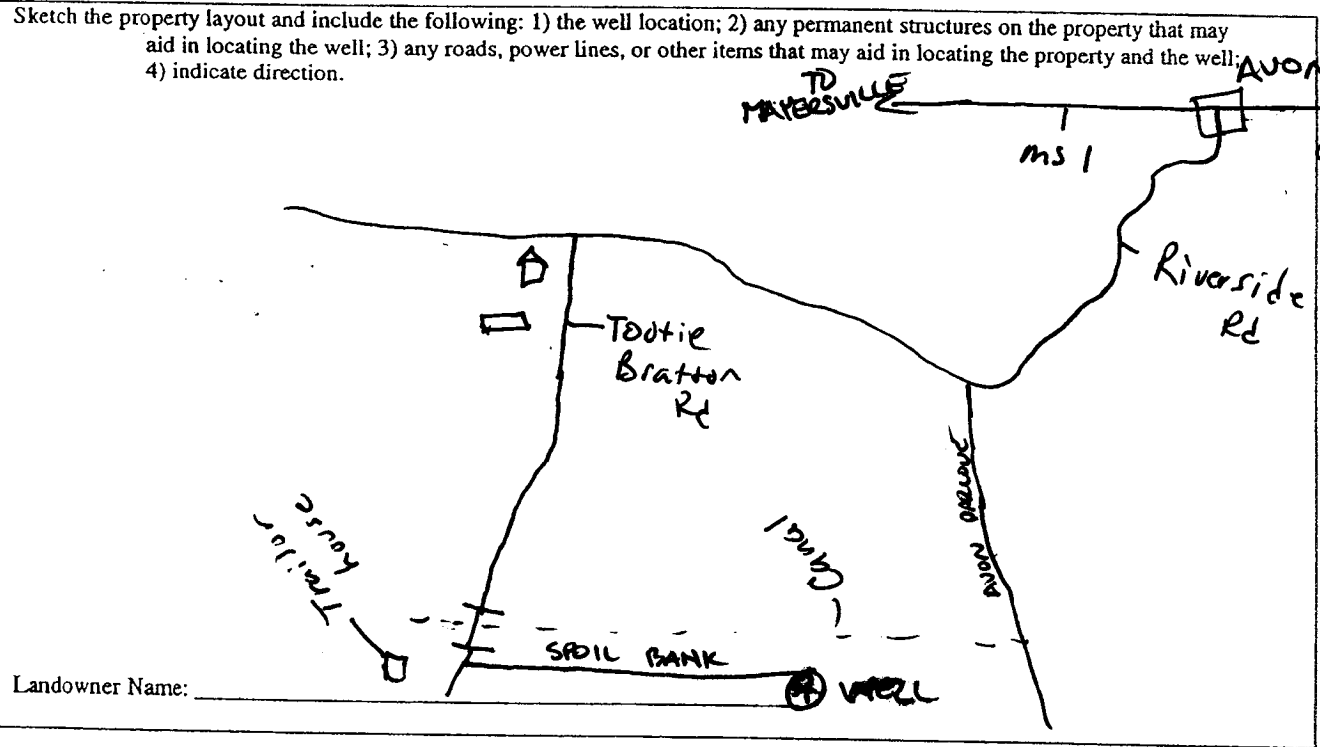 Sketch the property layout and include the following: 1) the well location; 2) any permanent structures on the property that may
aid in locating the well; 3) any roads, power lines, or other items that may aid in locating the property and the well;
4) indicate direction.
AVON
TO
MAYERSVILLE
MS 1
Riverside
Rd
Tootie
Bratton
Rd
AVON DARLOVE
Canal
Trailor
house
SPOIL BANK
WELL
Landowner Name: